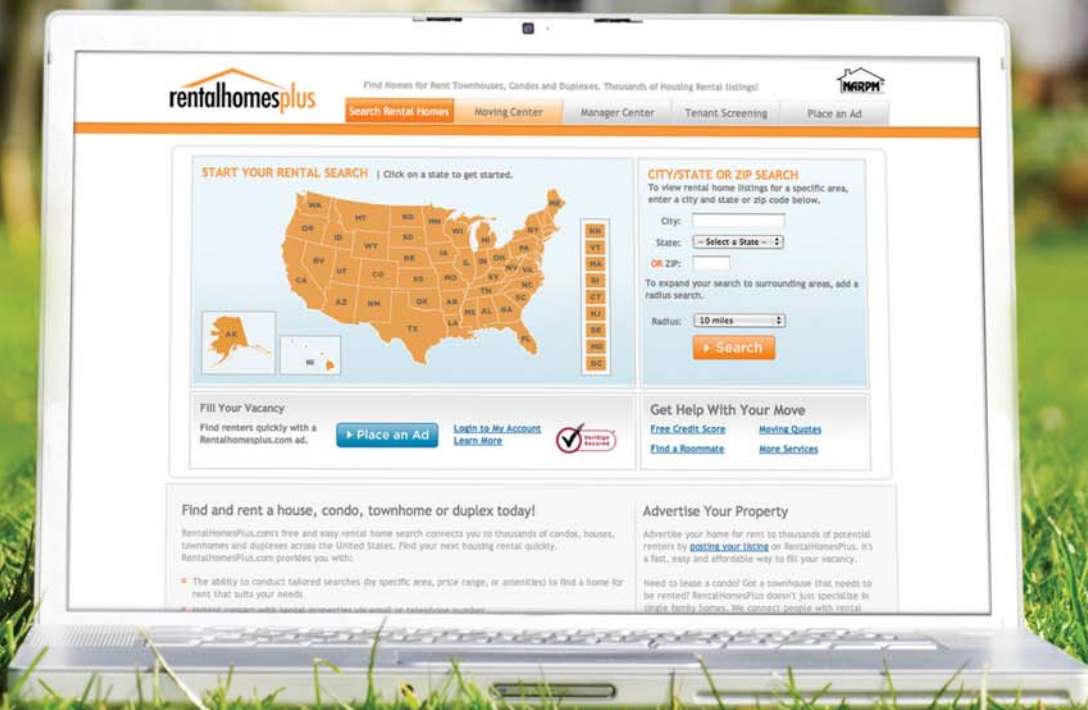 rentalhomesplus
Find Homes for Rent Townhouses, Condos and Duplexes. Thousands of Housing Rental listings!
NARPM
Search Rental Homes
Moving Center
Manager Center
Tenant Screening
Place an Ad
START YOUR RENTAL SEARCH | Click on a state to get started.
WA
OR
CA
ID
NV
MT
WY
UT
AZ
CO
NM
ND
SD
NE
KS
OK
TX
MN
IA
MO
AR
LA
WI
IL
MI
IN
OH
KY
TN
MS
AL
GA
FL
SC
NC
VA
WV
PA
NY
ME
AK
HI
NH
VT
MA
RI
CT
NJ
DE
MD
DC
CITY/STATE OR ZIP SEARCH
To view rental home listings for a specific area,
enter a city and state or zip code below.
City:
State: -- Select a State --
OR ZIP:
To expand your search to surrounding areas, add a
radius search.
Radius: 10 miles
Search
Fill Your Vacancy
Find renters quickly with a
Rentalhomesplus.com ad.
Place an Ad
Login to My Account
Learn More
VeriSign
Secured
Get Help With Your Move
Free Credit Score
Moving Quotes
Find a Roommate
More Services
Find and rent a house, condo, townhome or duplex today!
RentalHomesPlus.com's free and easy rental home search connects you to thousands of condos, houses,
townhomes and duplexes across the United States. Find your next housing rental quickly.
RentalHomesPlus.com provides you with:
The ability to conduct tailored searches (by specific area, price range, or amenities) to find a home for
rent that suits your needs
Instant contact with rental properties via email or telephone number
Advertise Your Property
Advertise your home for rent to thousands of potential
renters by posting your listing on RentalHomesPlus. It's
a fast, easy and affordable way to fill your vacancy.
Need to lease a condo? Got a townhouse that needs to
be rented? RentalHomesPlus doesn't just specialize in
single family homes. We connect people with rental